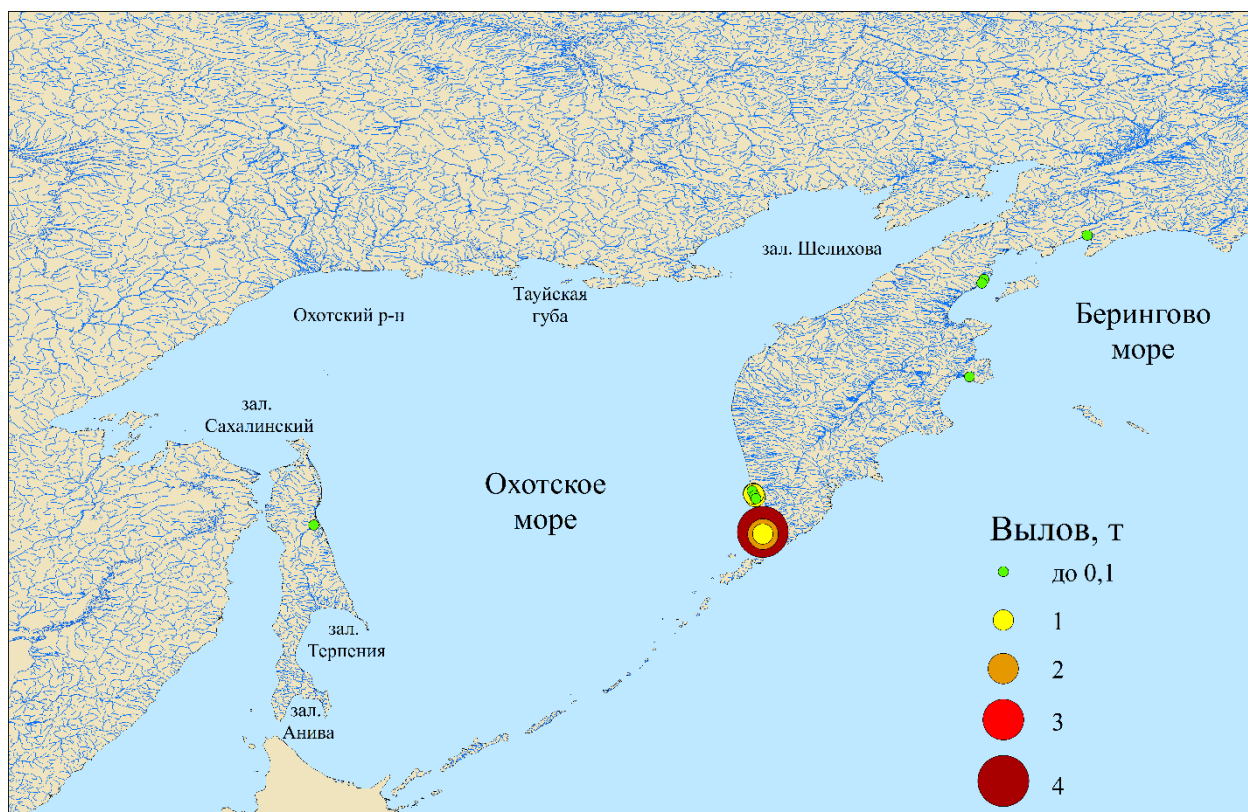 зал. Шелихова
Тауйская
губа
Охотский р-н
Берингово
море
зал.
Сахалинский
Охотское
море
Вылов, т
до 0,1
1
2
3
4
зал.
Терпения
зал.
Анива